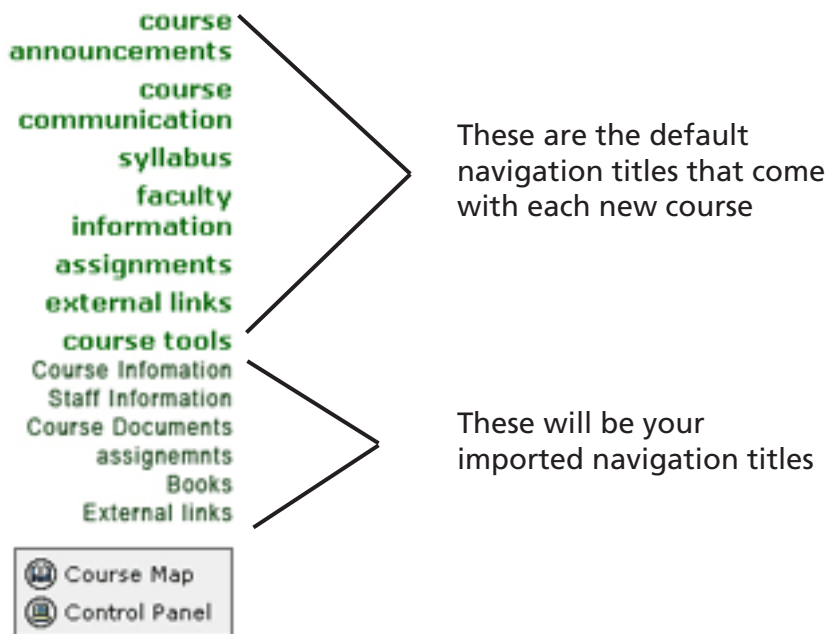 course
announcements
course
communication
syllabus
faculty
information
assignments
external links
course tools
Course Infomation
Staff Information
Course Documents
assignemnts
Books
External links
Course Map
Control Panel
These are the default
navigation titles that come
with each new course
These will be your
imported navigation titles